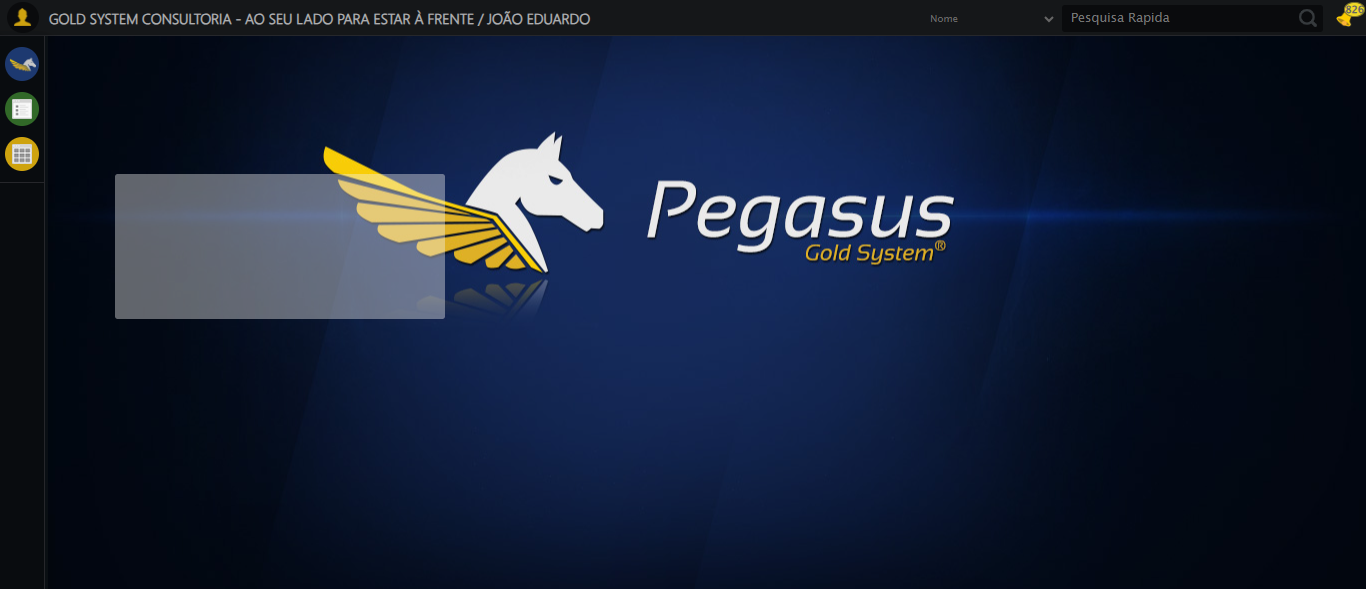 GOLD SYSTEM CONSULTORIA - AO SEU LADO PARA ESTAR À FRENTE / JOÃO EDUARDO
Nome
Pesquisa Rapida
826
Pegasus
Gold System®